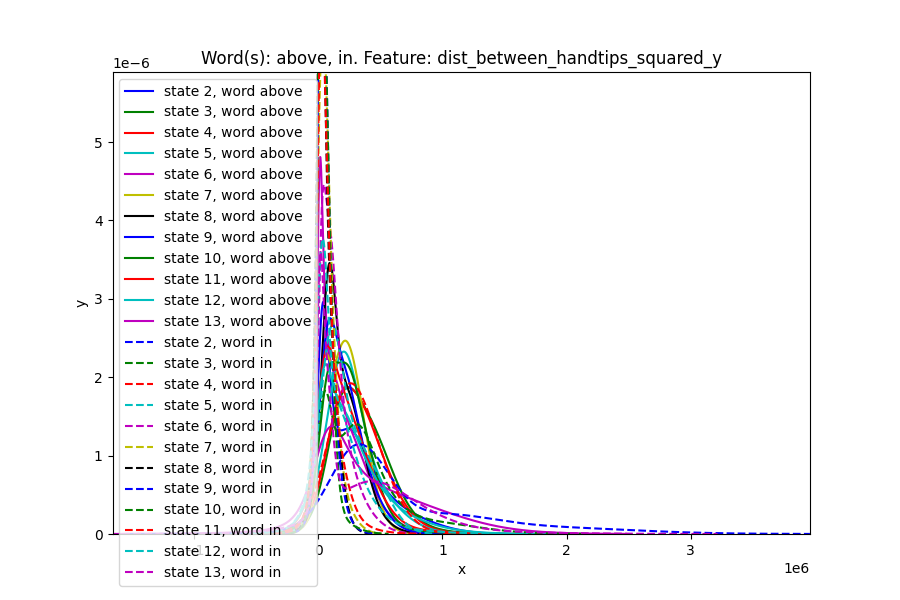 Word(s): above, in. Feature: dist_between_handtips_squared_y
1e−6
state 2, word above
state 3, word above
state 4, word above
state 5, word above
state 6, word above
state 7, word above
state 8, word above
state 9, word above
state 10, word above
state 11, word above
state 12, word above
state 13, word above
state 2, word in
state 3, word in
state 4, word in
state 5, word in
state 6, word in
state 7, word in
state 8, word in
state 9, word in
state 10, word in
state 11, word in
state 12, word in
state 13, word in
5
4
3
2
1
0
y
0
1
2
3
x
1e6